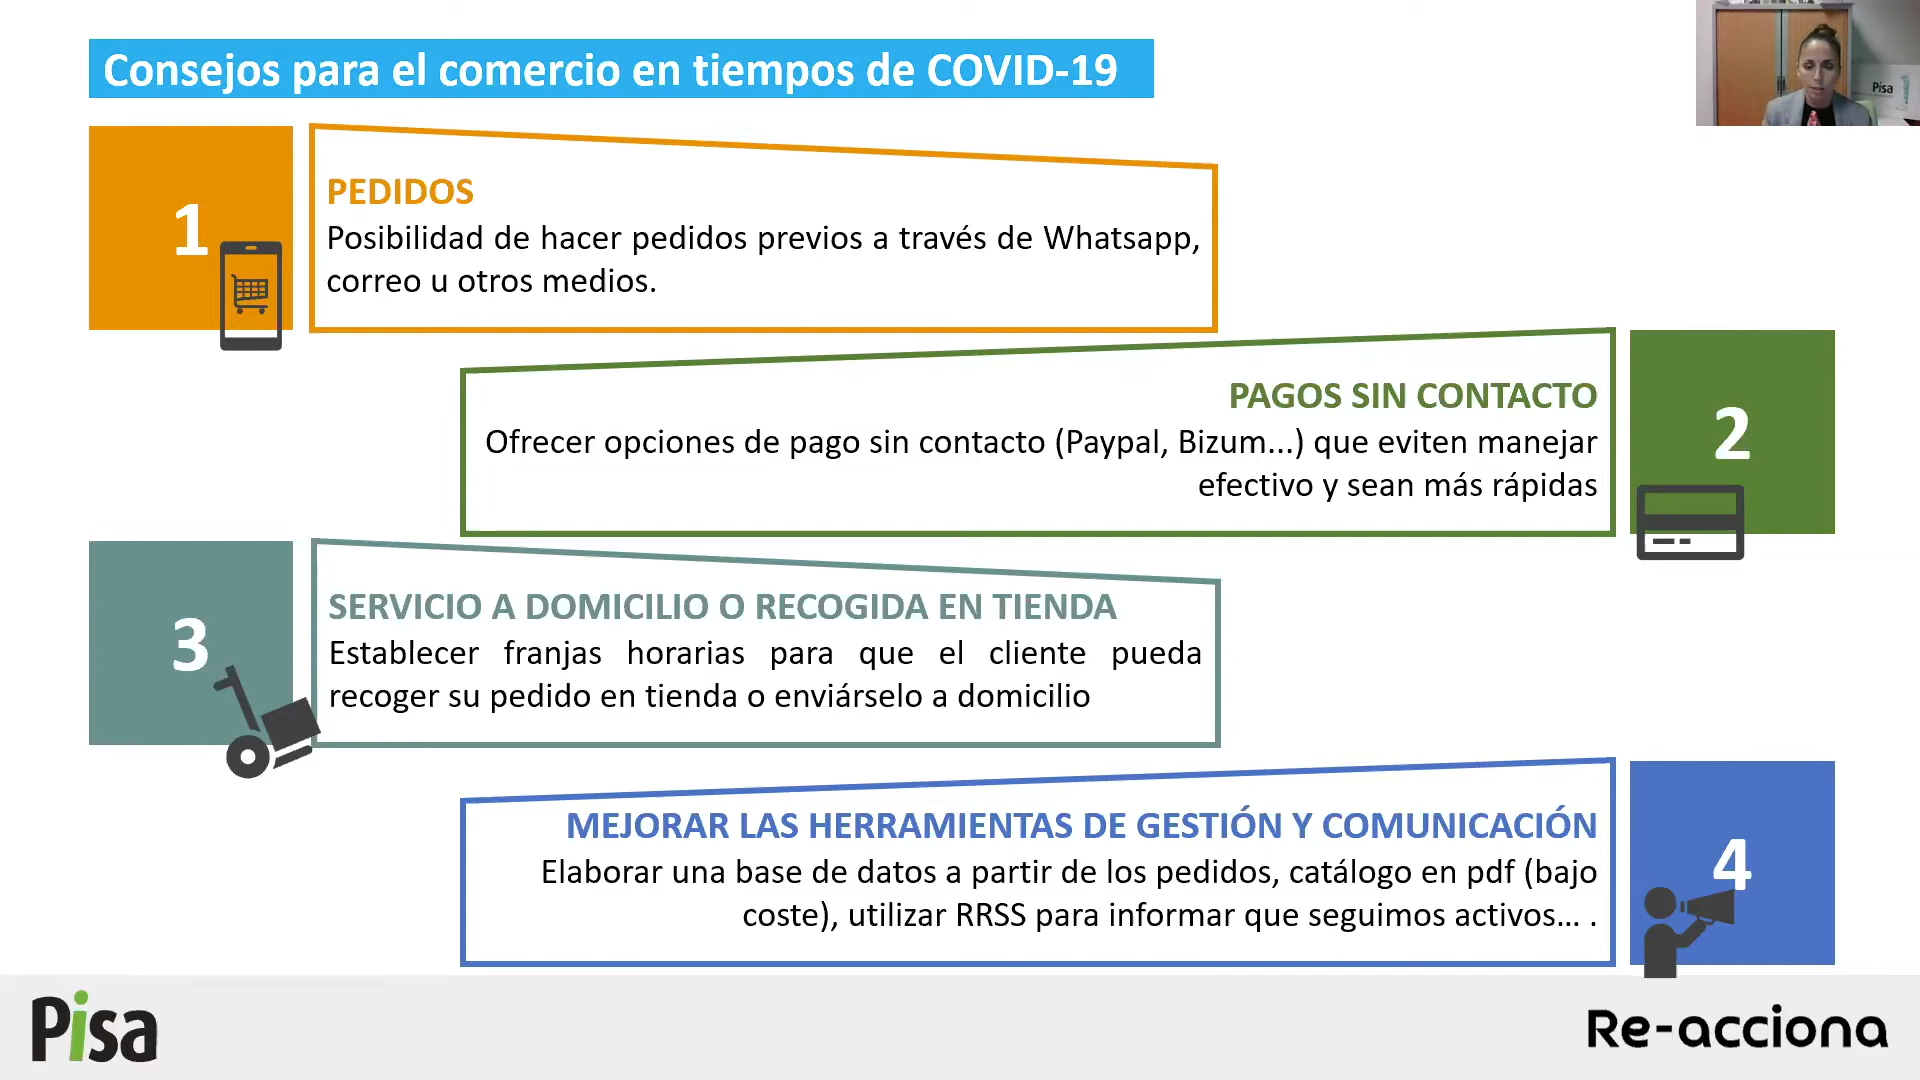 Consejos para el comercio en tiempos de COVID-19
Pisa
1
PEDIDOS
Posibilidad de hacer pedidos previos a través de Whatsapp,
correo u otros medios.
PAGOS SIN CONTACTO
Ofrecer opciones de pago sin contacto (Paypal, Bizum...) que eviten manejar
efectivo y sean más rápidas
2
3
SERVICIO A DOMICILIO O RECOGIDA EN TIENDA
Establecer franjas horarias para que el cliente pueda
recoger su pedido en tienda o enviárselo a domicilio
MEJORAR LAS HERRAMIENTAS DE GESTIÓN Y COMUNICACIÓN
Elaborar una base de datos a partir de los pedidos, catálogo en pdf (bajo
coste), utilizar RRSS para informar que seguimos activos... .
4
Pisa
Re-acciona